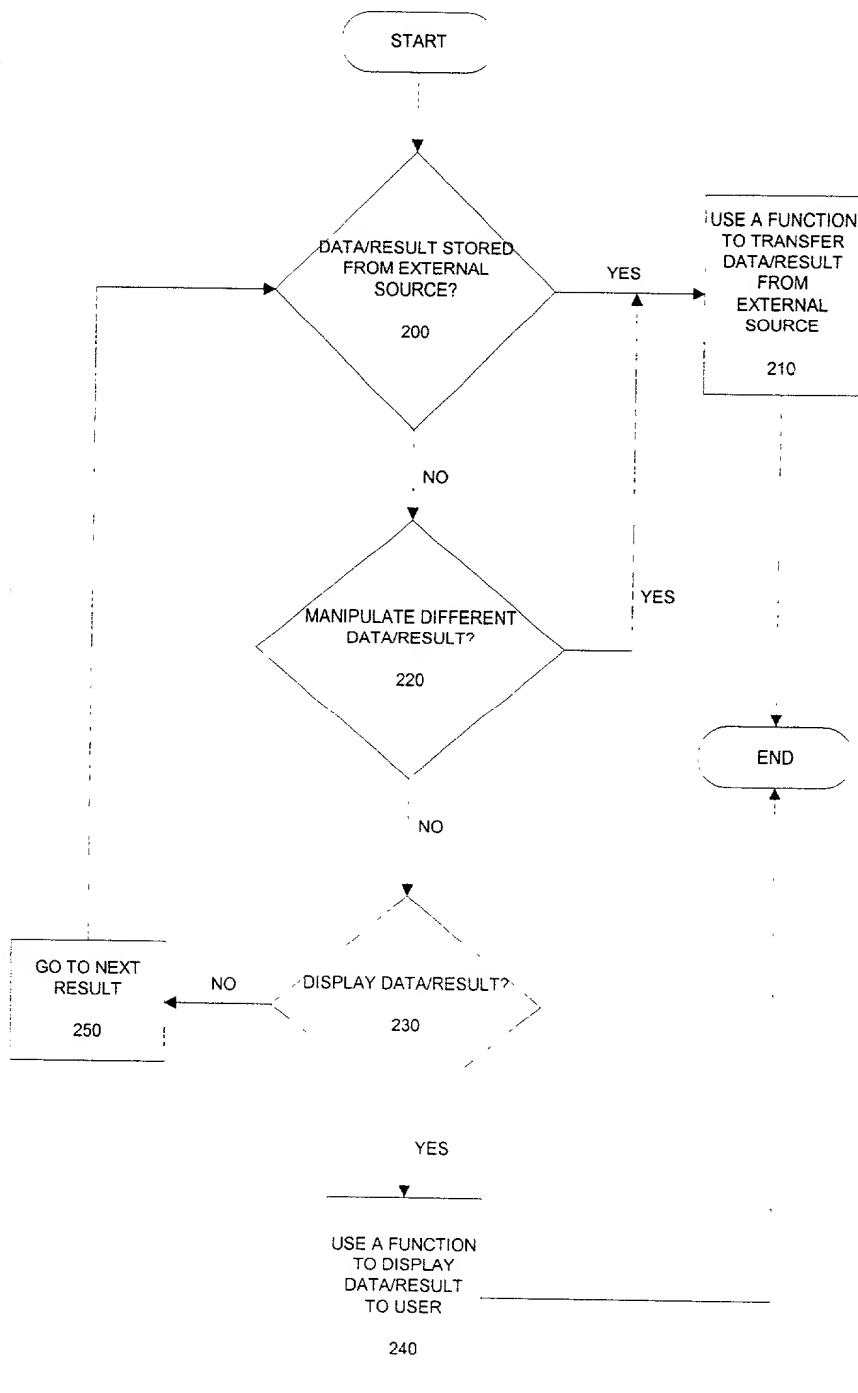 START
DATA/RESULT STORED
FROM EXTERNAL
SOURCE?
200
YES
USE A FUNCTION
TO TRANSFER
DATA/RESULT
FROM
EXTERNAL
SOURCE
210
NO
MANIPULATE DIFFERENT
DATA/RESULT?
220
YES
END
NO
DISPLAY DATA/RESULT?
230
NO
GO TO NEXT
RESULT
250
YES
USE A FUNCTION
TO DISPLAY
DATA/RESULT
TO USER
240